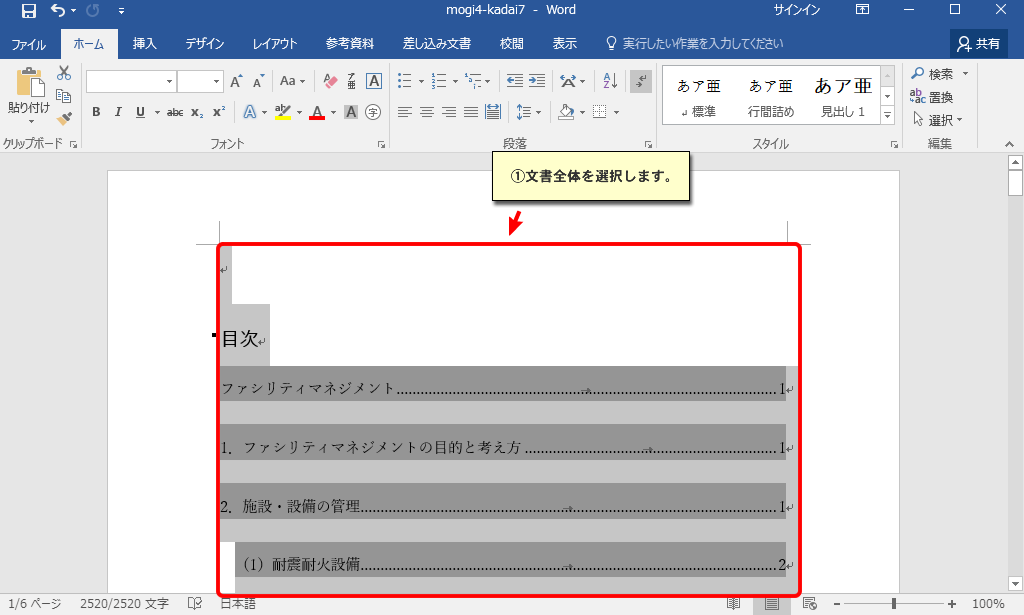 mogi4-kadai7 - Word
サインイン
ファイル ホーム 挿入 デザイン レイアウト 参考資料 差し込み文書 校閲 表示 実行したい作業を入力してください 共有
貼り付け
クリップボード
Aa
B I U abc x₂ x²
フォント
段落
あア亜 あア亜 あア亜
↲ 標準 行間詰め 見出し 1
スタイル
検索
置換
選択
編集
①文書全体を選択します。
目次
ファシリティマネジメント 1
1. ファシリティマネジメントの目的と考え方 1
2. 施設・設備の管理 1
(1) 耐震耐火設備 2
1/6 ページ 2520/2520 文字 日本語 100%